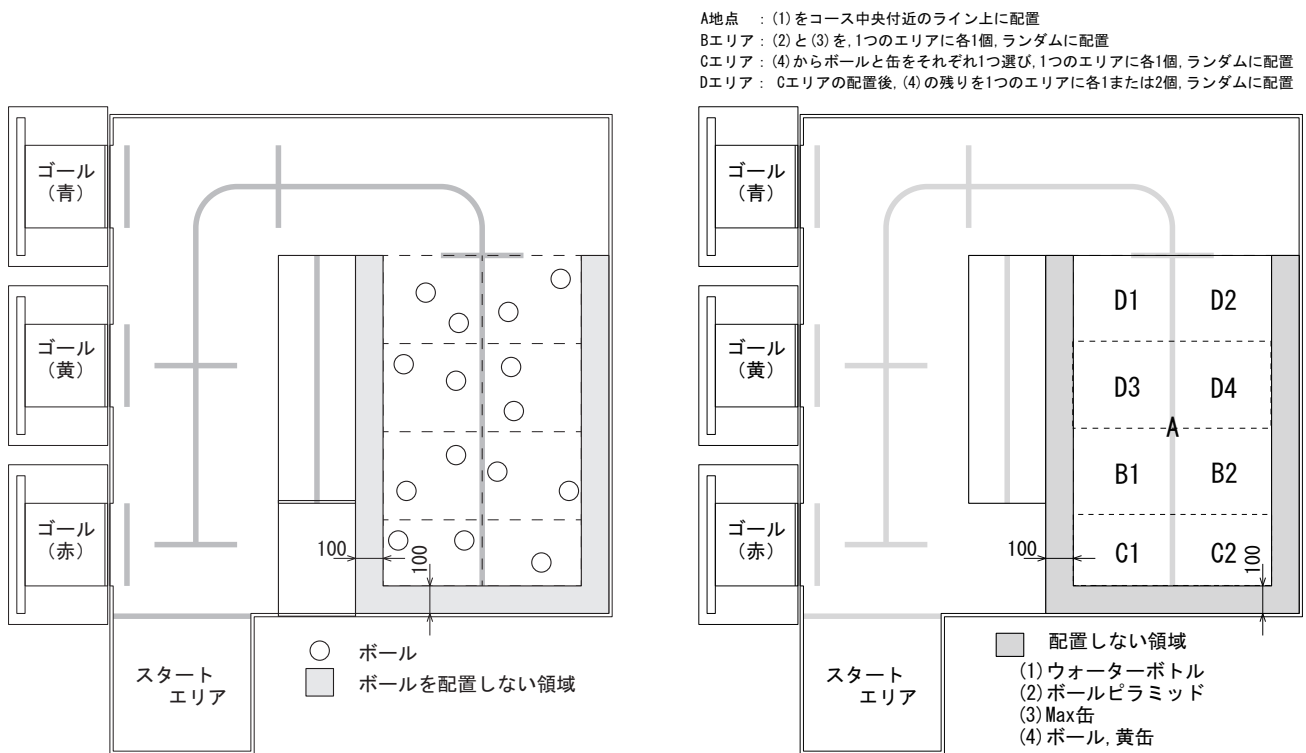 A地点　：(1)をコース中央付近のライン上に配置
Bエリア：(2)と(3)を,1つのエリアに各1個,ランダムに配置
Cエリア：(4)からボールと缶をそれぞれ1つ選び,1つのエリアに各1個,ランダムに配置
Dエリア： Cエリアの配置後,(4)の残りを1つのエリアに各1または2個,ランダムに配置
ゴール
（青）
ゴール
（黄）
ゴール
（赤）
100
100
スタート
エリア
ボール
ボールを配置しない領域
ゴール
（青）
ゴール
（黄）
ゴール
（赤）
D1
D2
D3
D4
A
B1
B2
C1
C2
100
100
スタート
エリア
配置しない領域
(1)ウォーターボトル
(2)ボールピラミッド
(3)Max缶
(4)ボール,黄缶